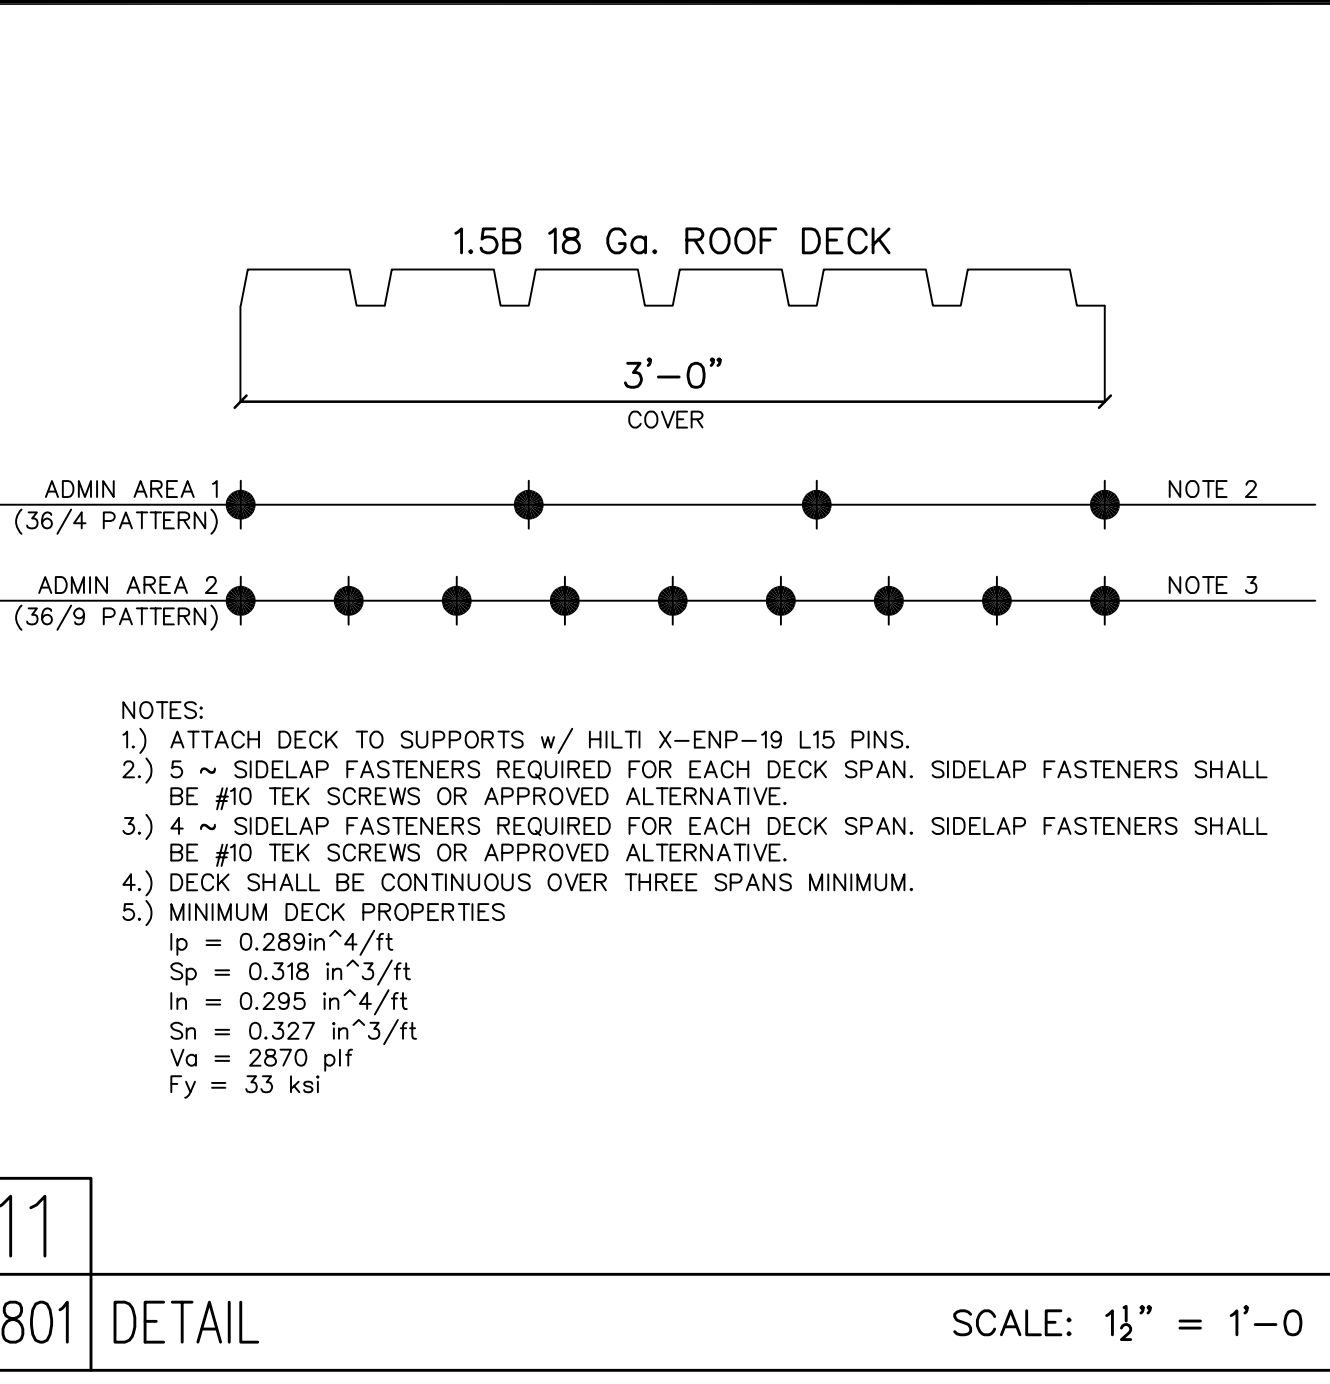 1.5B 18 Ga. ROOF DECK
3'-0"
COVER
ADMIN AREA 1
(36/4 PATTERN)
NOTE 2
ADMIN AREA 2
(36/9 PATTERN)
NOTE 3
NOTES:
1.) ATTACH DECK TO SUPPORTS w/ HILTI X-ENP-19 L15 PINS.
2.) 5 ~ SIDELAP FASTENERS REQUIRED FOR EACH DECK SPAN. SIDELAP FASTENERS SHALL
BE #10 TEK SCREWS OR APPROVED ALTERNATIVE.
3.) 4 ~ SIDELAP FASTENERS REQUIRED FOR EACH DECK SPAN. SIDELAP FASTENERS SHALL
BE #10 TEK SCREWS OR APPROVED ALTERNATIVE.
4.) DECK SHALL BE CONTINUOUS OVER THREE SPANS MINIMUM.
5.) MINIMUM DECK PROPERTIES
Ip = 0.289in^4/ft
Sp = 0.318 in^3/ft
In = 0.295 in^4/ft
Sn = 0.327 in^3/ft
Va = 2870 plf
Fy = 33 ksi
11
801 DETAIL
SCALE: 1½" = 1'-0